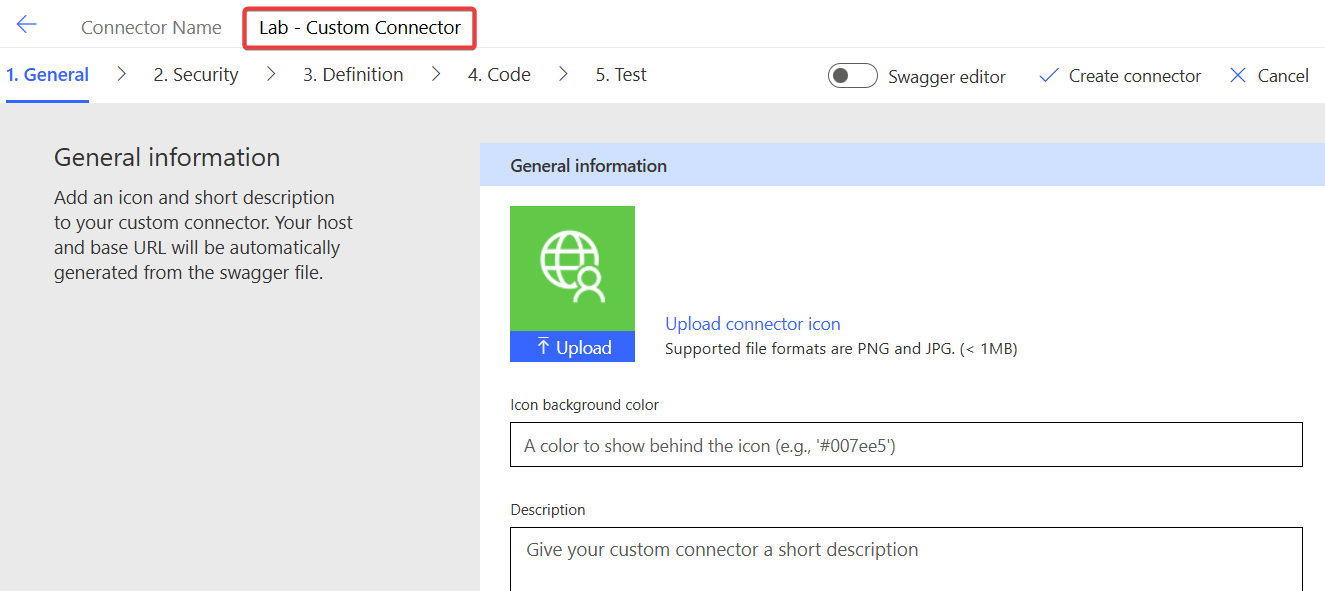 Connector Name Lab - Custom Connector
1. General 2. Security 3. Definition 4. Code 5. Test Swagger editor Create connector Cancel
General information
Add an icon and short description
to your custom connector. Your host
and base URL will be automatically
generated from the swagger file.
General information
Upload
Upload connector icon
Supported file formats are PNG and JPG. (< 1MB)
Icon background color
A color to show behind the icon (e.g., '#007ee5')
Description
Give your custom connector a short description